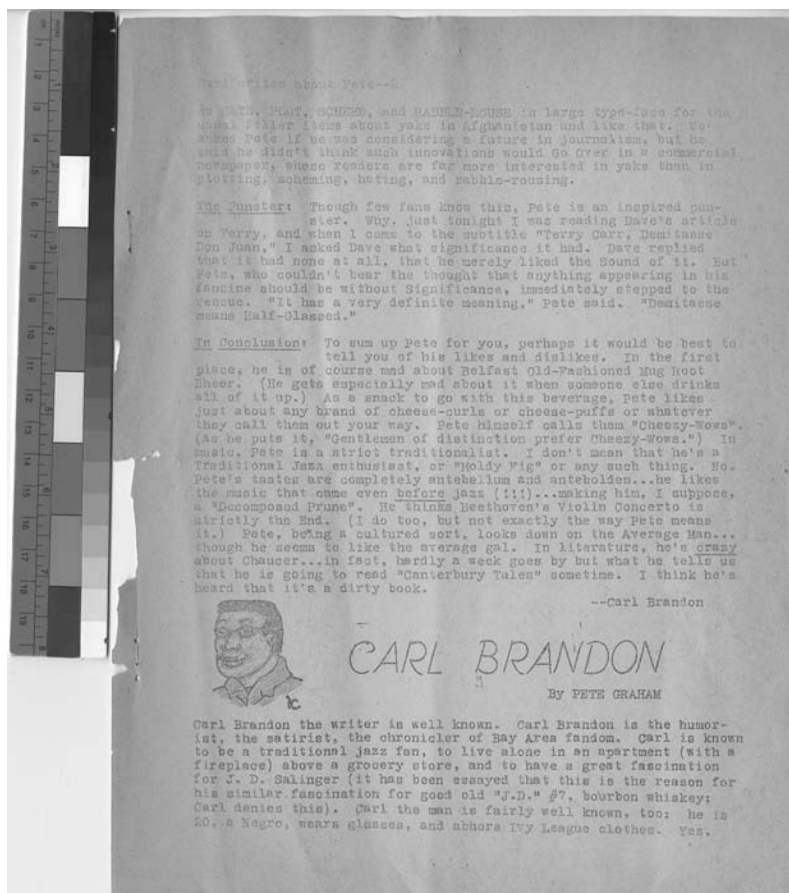 Carl writes about Pete--2
as HATE, PLOT, SCHEME, and RABBLE-ROUSE in large type-face for the
usual filler items about yaks in Afghanistan and like that. We
asked Pete if he was considering a future in journalism, but he
said he didn't think such innovations would Go Over in a commercial
newspaper, whose readers are far more interested in yaks than in
plotting, scheming, hating, and rabble-rousing.
The Punster: Though few fans know this, Pete is an inspired pun-
ster. Why, just tonight I was reading Dave's article
on Terry, and when I came to the subtitle "Terry Carr, Demitasse
Don Juan," I asked Dave what significance it had. Dave replied
that it had none at all, that he merely liked the Sound of it. But
Pete, who couldn't bear the thought that anything appearing in his
fanzine should be without Significance, immediately stepped to the
rescue. "It has a very definite meaning," Pete said. "Demitasse
means Half-Glassed."
In Conclusion: To sum up Pete for you, perhaps it would be best to
tell you of his likes and dislikes. In the first
place, he is of course mad about Belfast Old-Fashioned Mug Root
Bheer. (He gets especially mad about it when someone else drinks
all of it up.) As a snack to go with this beverage, Pete likes
just about any brand of cheese-curls or cheese-puffs or whatever
they call them out your way. Pete himself calls them "Cheezy-Wows".
(As he puts it, "Gentlemen of distinction prefer Cheezy-Wows.") In
music, Pete is a strict traditionalist. I don't mean that he's a
Traditional Jazz enthusiast, or "Moldy Fig" or any such thing. No.
Pete's tastes are completely antebellum and antebolden...he likes
the music that came even before jazz (!!!)...making him, I suppose,
a "Decomposed Prune". He thinks Beethoven's Violin Concerto is
strictly the End. (I do too, but not exactly the way Pete means
it.) Pete, being a cultured sort, looks down on the Average Man...
though he seems to like the average gal. In literature, he's crazy
about Chaucer...in fact, hardly a week goes by but what he tells us
that he is going to read "Canterbury Tales" sometime. I think he's
heard that it's a dirty book.
--Carl Brandon
CARL BRANDON
By PETE GRAHAM
Carl Brandon the writer is well known. Carl Brandon is the humor-
ist, the satirist, the chronicler of Bay Area fandom. Carl is known
to be a traditional jazz fan, to live alone in an apartment (with a
fireplace) above a grocery store, and to have a great fascination
for J. D. Salinger (it has been essayed that this is the reason for
his similar fascination for good old "J.D." #7, bourbon whiskey;
Carl denies this). Carl the man is fairly well known, too: he is
20, a Negro, wears glasses, and abhors Ivy League clothes. Yes.